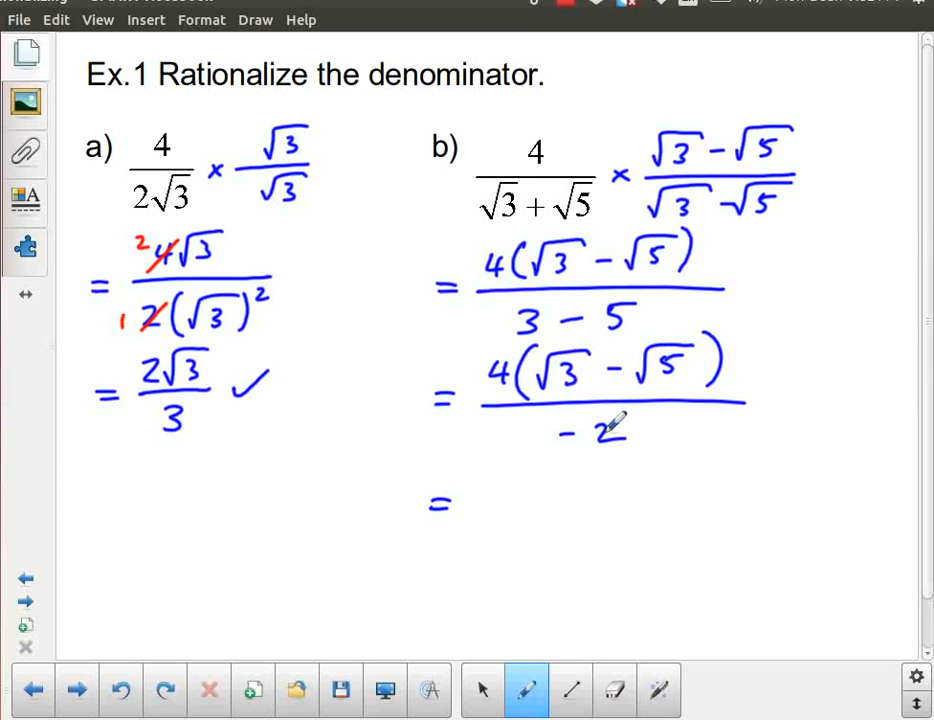 File Edit View Insert Format Draw Help
Ex.1 Rationalize the denominator.
a) 4/(2√3) × √3/√3
= 4√3/(2(√3)²) 2 1
= 2√3/3 ✓
b) 4/(√3 + √5) × (√3 - √5)/(√3 - √5)
= 4(√3 - √5)/(3 - 5)
= 4(√3 - √5)/(-2)
=